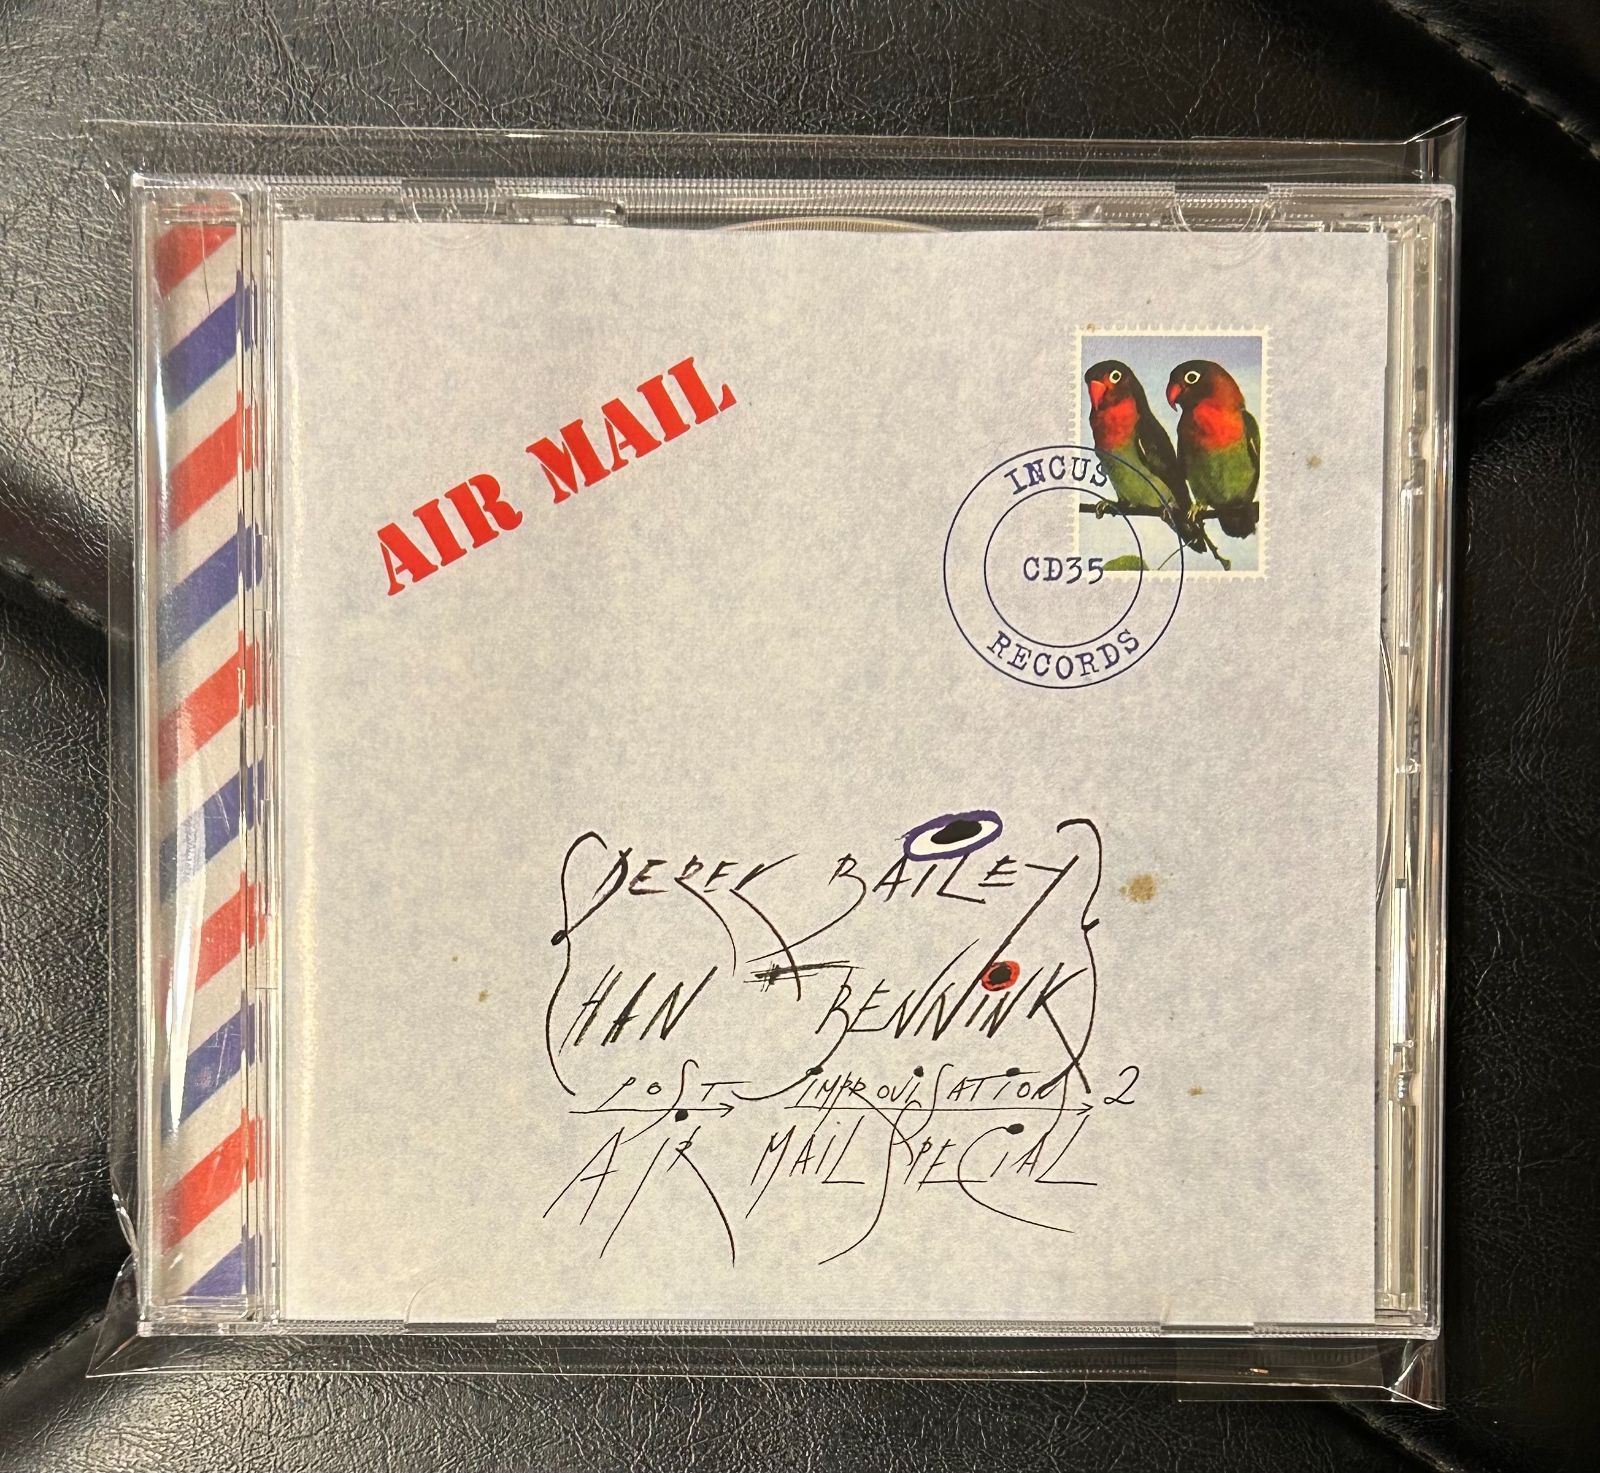 AIR MAIL
INCUS
CD35
RECORDS
DEREK BAILEY
HAN BENNINK
POST IMPROVISATION 2
AIR MAIL SPECIAL